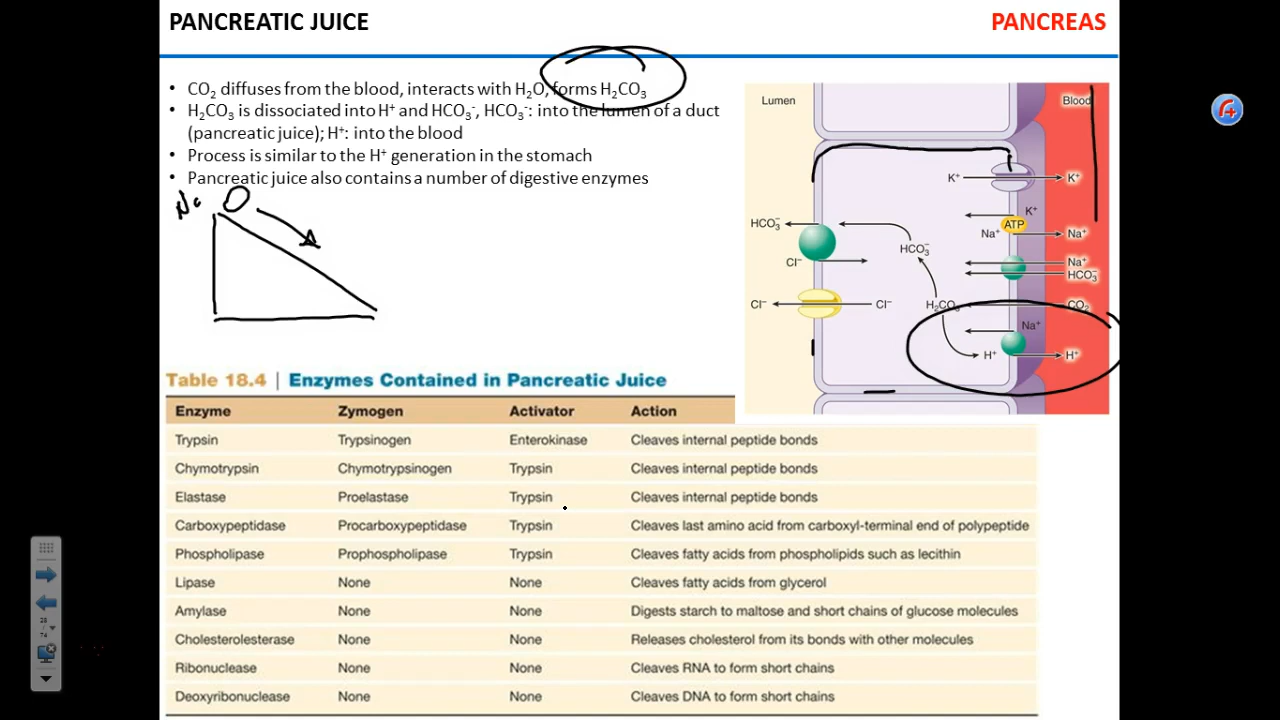 PANCREATIC JUICE
PANCREAS
• CO₂ diffuses from the blood, interacts with H₂O, forms H₂CO₃
• H₂CO₃ is dissociated into H⁺ and HCO₃⁻, HCO₃⁻: into the lumen of a duct
(pancreatic juice); H⁺: into the blood
• Process is similar to the H⁺ generation in the stomach
• Pancreatic juice also contains a number of digestive enzymes
Lumen
Blood
K⁺ K⁺
K⁺
HCO₃⁻
ATP
Na⁺ Na⁺
HCO₃⁻
Cl⁻
Na⁺
HCO₃⁻
Cl⁻ Cl⁻ H₂CO₃ CO₂
Na⁺
H⁺ H⁺
Table 18.4 | Enzymes Contained in Pancreatic Juice
Enzyme Zymogen Activator Action
Trypsin Trypsinogen Enterokinase Cleaves internal peptide bonds
Chymotrypsin Chymotrypsinogen Trypsin Cleaves internal peptide bonds
Elastase Proelastase Trypsin Cleaves internal peptide bonds
Carboxypeptidase Procarboxypeptidase Trypsin Cleaves last amino acid from carboxyl-terminal end of polypeptide
Phospholipase Prophospholipase Trypsin Cleaves fatty acids from phospholipids such as lecithin
Lipase None None Cleaves fatty acids from glycerol
Amylase None None Digests starch to maltose and short chains of glucose molecules
Cholesterolesterase None None Releases cholesterol from its bonds with other molecules
Ribonuclease None None Cleaves RNA to form short chains
Deoxyribonuclease None None Cleaves DNA to form short chains